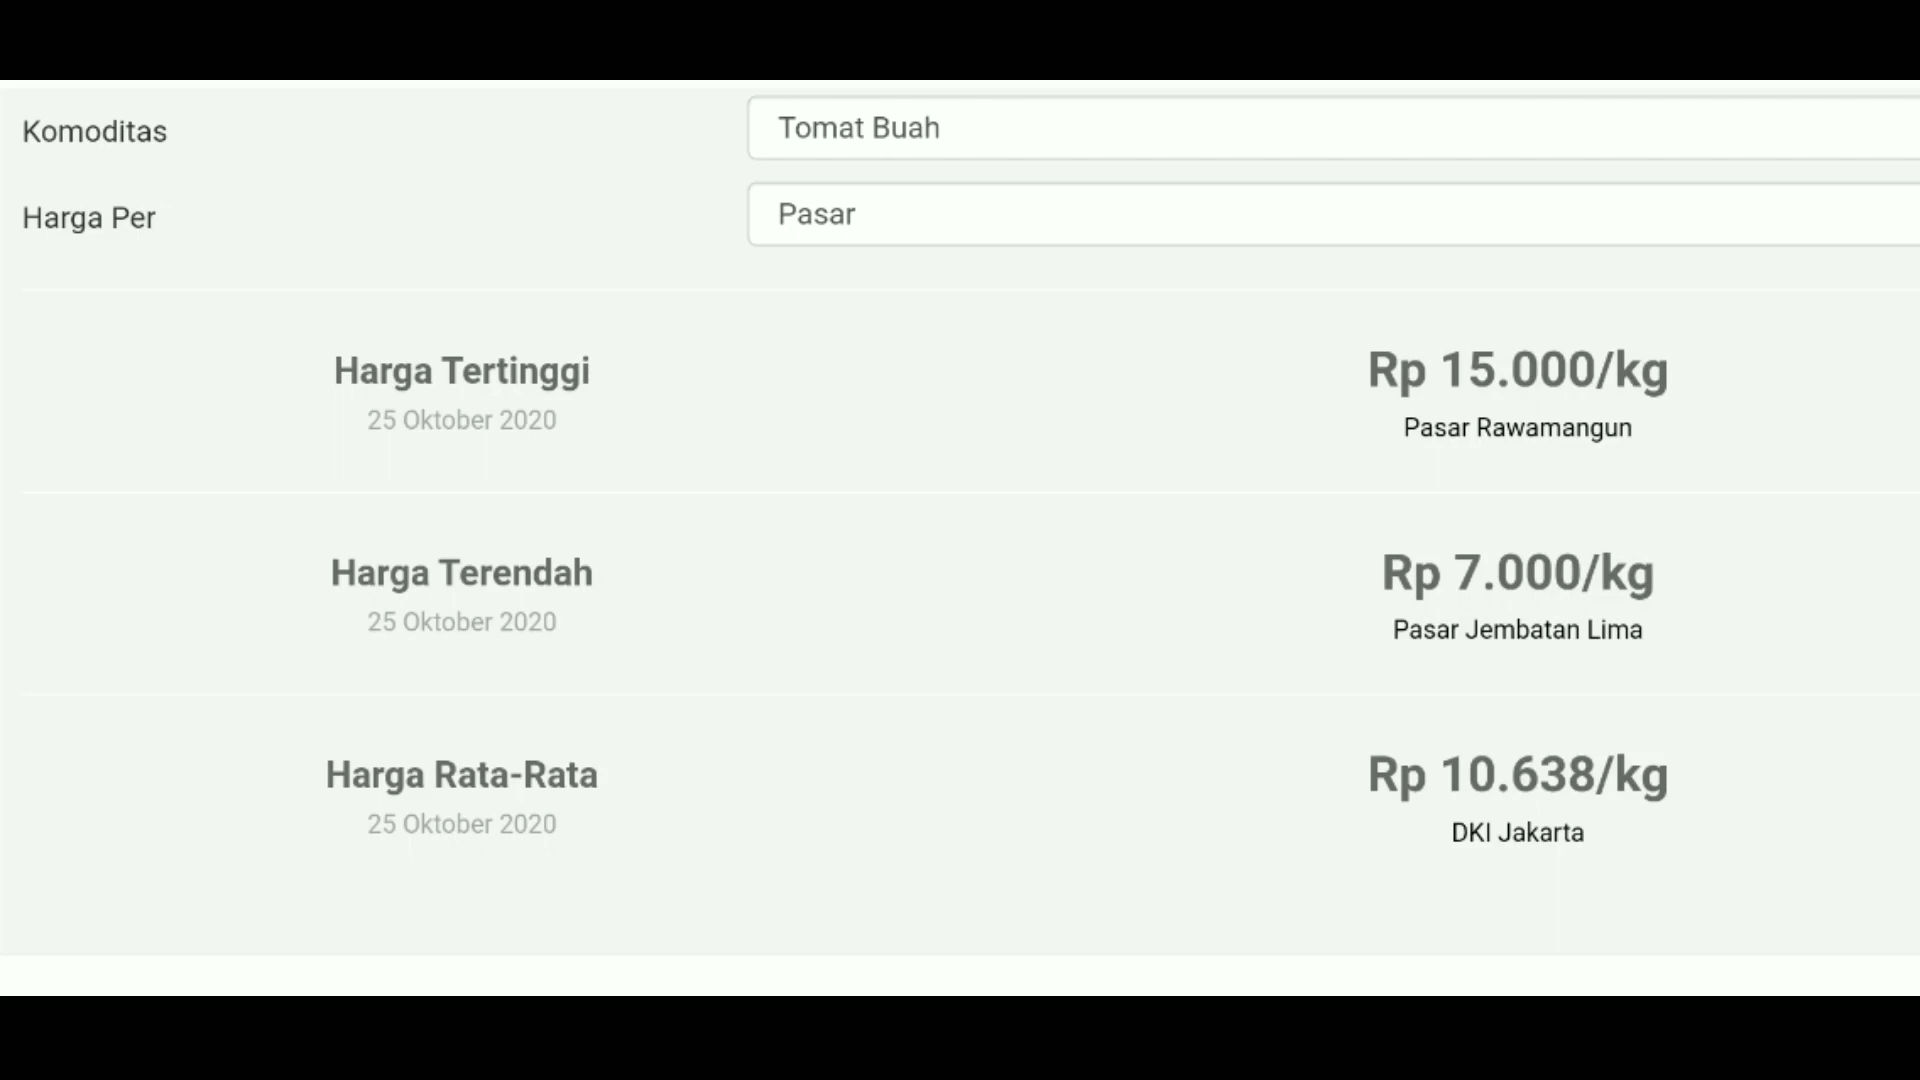 Komoditas
Tomat Buah
Harga Per
Pasar
Harga Tertinggi
25 Oktober 2020
Rp 15.000/kg
Pasar Rawamangun
Harga Terendah
25 Oktober 2020
Rp 7.000/kg
Pasar Jembatan Lima
Harga Rata-Rata
25 Oktober 2020
Rp 10.638/kg
DKI Jakarta